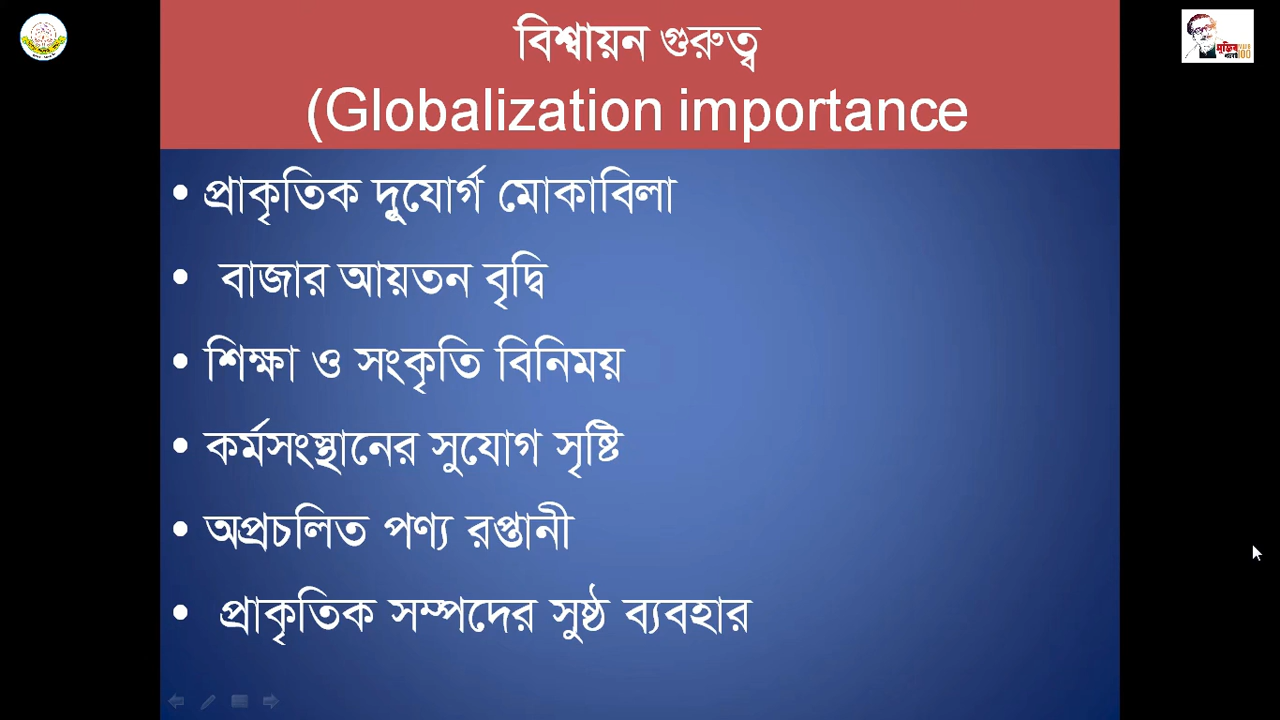 বিশ্বায়ন গুরুত্ব
(Globalization importance
• প্রাকৃতিক দুযোর্গ মোকাবিলা
• বাজার আয়তন বৃদ্বি
• শিক্ষা ও সংকৃতি বিনিময়
• কর্মসংস্থানের সুযোগ সৃষ্টি
• অপ্রচলিত পণ্য রপ্তানী
• প্রাকৃতিক সম্পদের সুষ্ঠ ব্যবহার